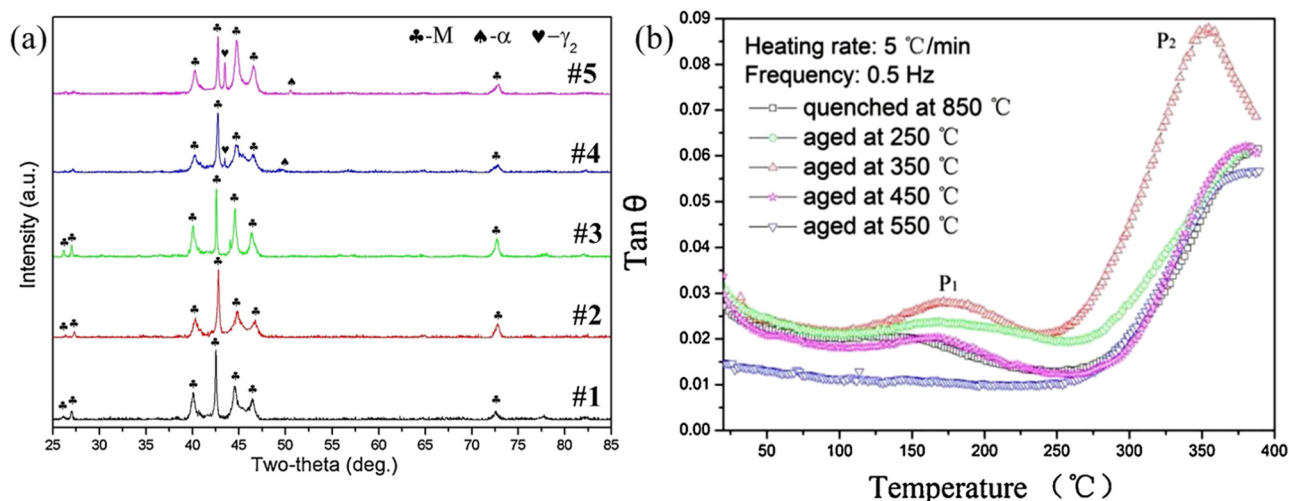 (a)
♣-M ♠-α ♥-γ₂
#5
#4
#3
#2
#1
Intensity (a.u.)
25 30 35 40 45 50 55 60 65 70 75 80 85
Two-theta (deg.)
(b)
0.09
0.08
0.07
0.06
0.05
0.04
0.03
0.02
0.01
0.00
Tan θ
Heating rate: 5 ℃/min
Frequency: 0.5 Hz
quenched at 850 ℃
aged at 250 ℃
aged at 350 ℃
aged at 450 ℃
aged at 550 ℃
P₂
P₁
50 100 150 200 250 300 350 400
Temperature (℃)